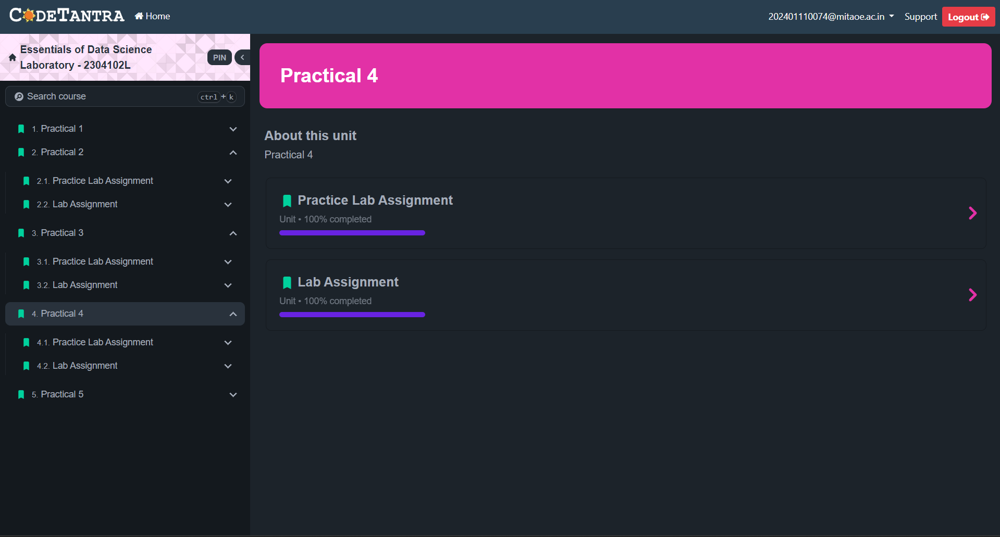 CODETANTRA
Home
202401110074@mitaoe.ac.in
Support
Logout
Essentials of Data Science
Laboratory - 2304102L
PIN
Search course
ctrl + k
1. Practical 1
2. Practical 2
2.1. Practice Lab Assignment
2.2. Lab Assignment
3. Practical 3
3.1. Practice Lab Assignment
3.2. Lab Assignment
4. Practical 4
4.1. Practice Lab Assignment
4.2. Lab Assignment
5. Practical 5
Practical 4
About this unit
Practical 4
Practice Lab Assignment
Unit • 100% completed
Lab Assignment
Unit • 100% completed